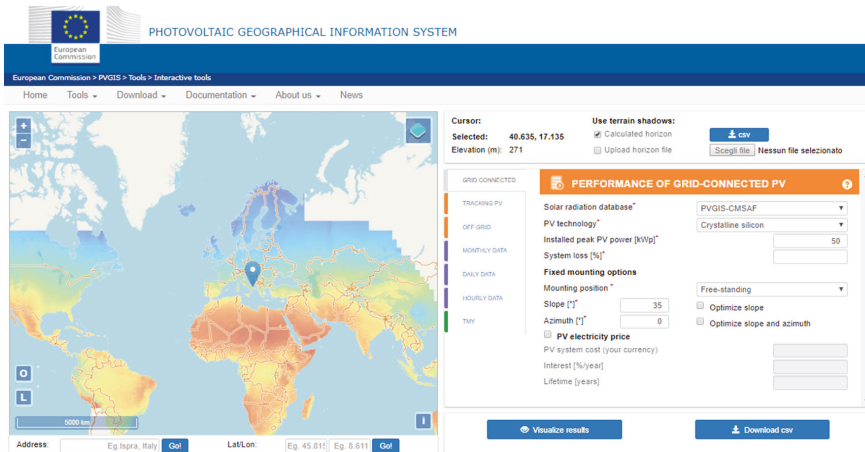 European
Commission
PHOTOVOLTAIC GEOGRAPHICAL INFORMATION SYSTEM
European Commission > PVGIS > Tools > Interactive tools
Home Tools Download Documentation About us News
+
−
O
L
5000 km
i
Address: Eg.Ispra, Italy Go! Lat/Lon: Eg. 45.815 Eg. 8.611 Go!
Cursor: Use terrain shadows:
Selected: 40.635, 17.135 Calculated horizon csv
Elevation (m): 271 Upload horizon file Scegli file Nessun file selezionato
GRID CONNECTED
TRACKING PV
OFF GRID
MONTHLY DATA
DAILY DATA
HOURLY DATA
TMY
PERFORMANCE OF GRID-CONNECTED PV ?
Solar radiation database* PVGIS-CMSAF
PV technology* Crystalline silicon
Installed peak PV power [kWp]* 50
System loss [%]*
Fixed mounting options
Mounting position * Free-standing
Slope [°]* 35 Optimize slope
Azimuth [°]* 0 Optimize slope and azimuth
PV electricity price
PV system cost (your currency)
Interest [%/year]
Lifetime [years]
Visualize results Download csv